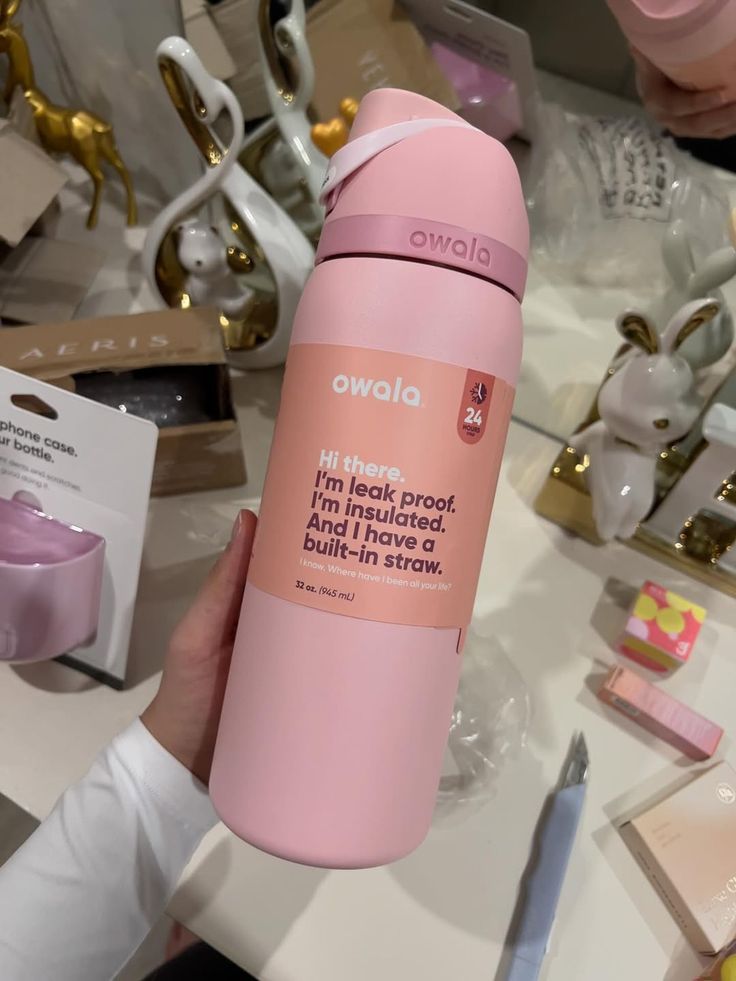 owala
owala
24
HOURS
Hi there.
I'm leak proof.
I'm insulated.
And I have a
built-in straw.
I know. Where have I been all your life?
32 oz. (945 mL)
AERIS
phone case.
ur bottle.